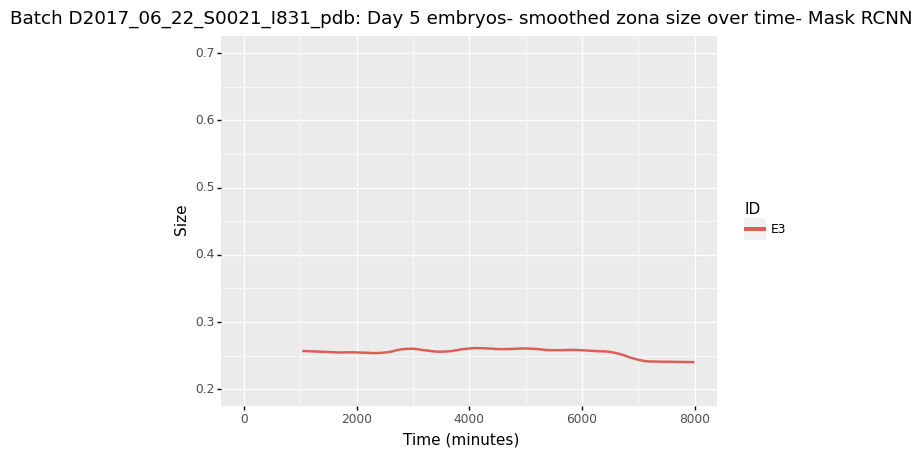 Batch D2017_06_22_S0021_I831_pdb: Day 5 embryos- smoothed zona size over time- Mask RCNN
0.7
0.6
0.5
0.4
0.3
0.2
Size
0
2000
4000
6000
8000
Time (minutes)
ID
E3